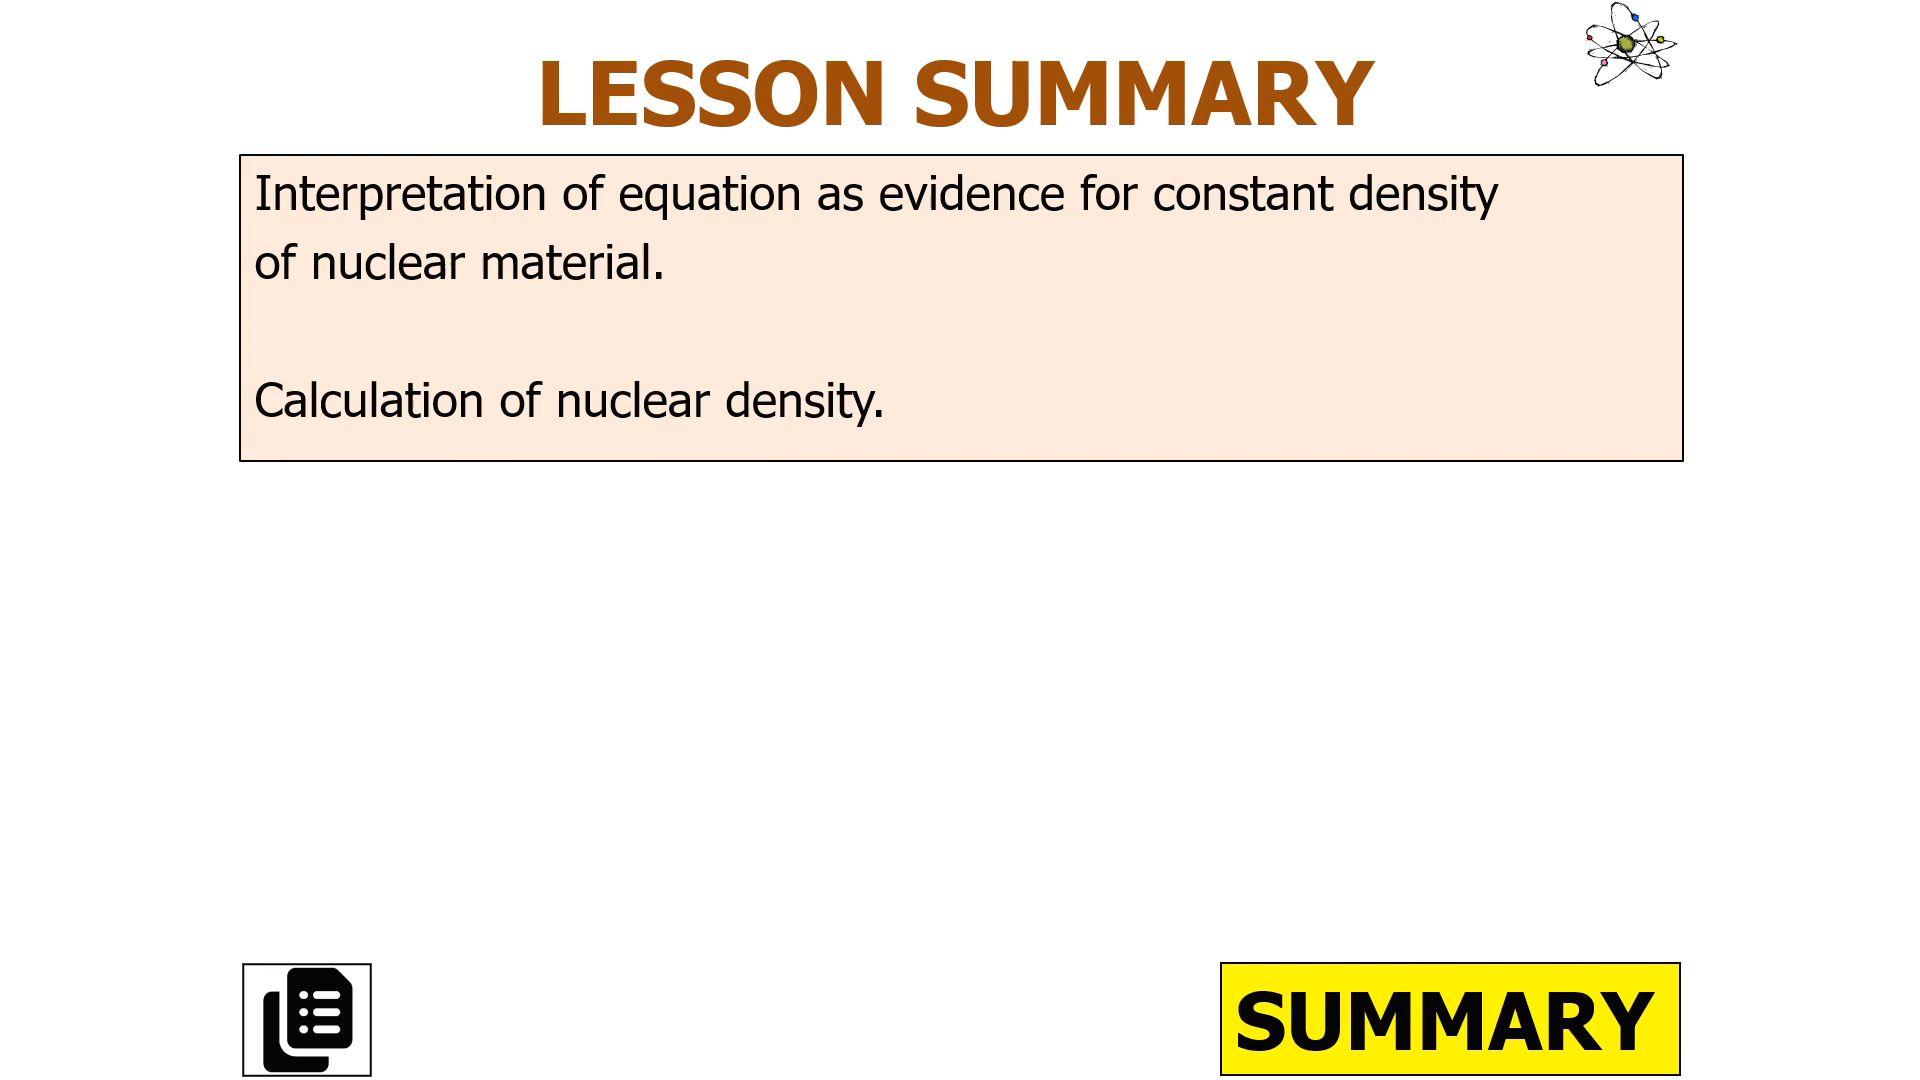 LESSON SUMMARY
Interpretation of equation as evidence for constant density
of nuclear material.
Calculation of nuclear density.
SUMMARY